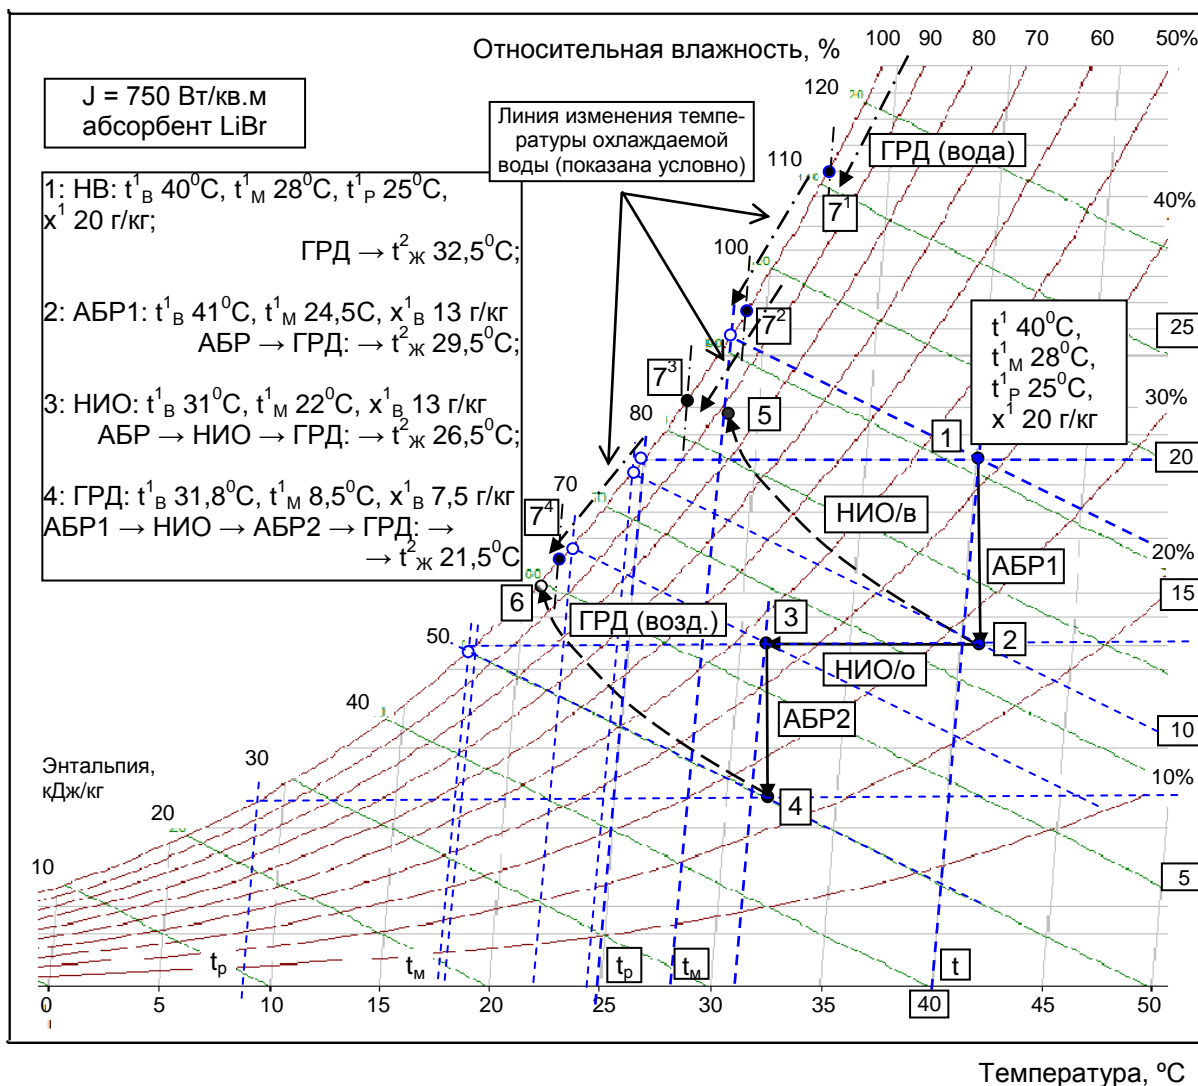 Относительная влажность, %
100 90 80 70 60 50%
120
J = 750 Вт/кв.м
абсорбент LiBr
Линия изменения темпе-
ратуры охлаждаемой
воды (показана условно)
ГРД (вода)
110
7¹
40%
1: НВ: t¹В 40⁰С, t¹М 28⁰С, t¹Р 25⁰С,
x¹ 20 г/кг;
ГРД → t²ж 32,5⁰С;
2: АБР1: t¹В 41⁰С, t¹М 24,5С, x¹В 13 г/кг
АБР → ГРД: → t²ж 29,5⁰С;
3: НИО: t¹В 31⁰С, t¹М 22⁰С, x¹В 13 г/кг
АБР → НИО → ГРД: → t²ж 26,5⁰С;
4: ГРД: t¹В 31,8⁰С, t¹М 8,5⁰С, x¹В 7,5 г/кг
АБР1 → НИО → АБР2 → ГРД: →
→ t²ж 21,5⁰С
100
7²
t¹ 40⁰С,
t¹М 28⁰С,
t¹Р 25⁰С,
x¹ 20 г/кг
25
7³
30%
80
5
1
20
70
7⁴
НИО/в
20%
АБР1
15
6
ГРД (возд.)
3
50
2
НИО/о
10
40
АБР2
Энтальпия,
кДж/кг
30
10%
20
4
10
5
tр
tм
tр
tм
t
0 5 10 15 20 25 30 35 40 45 50
Температура, ºС